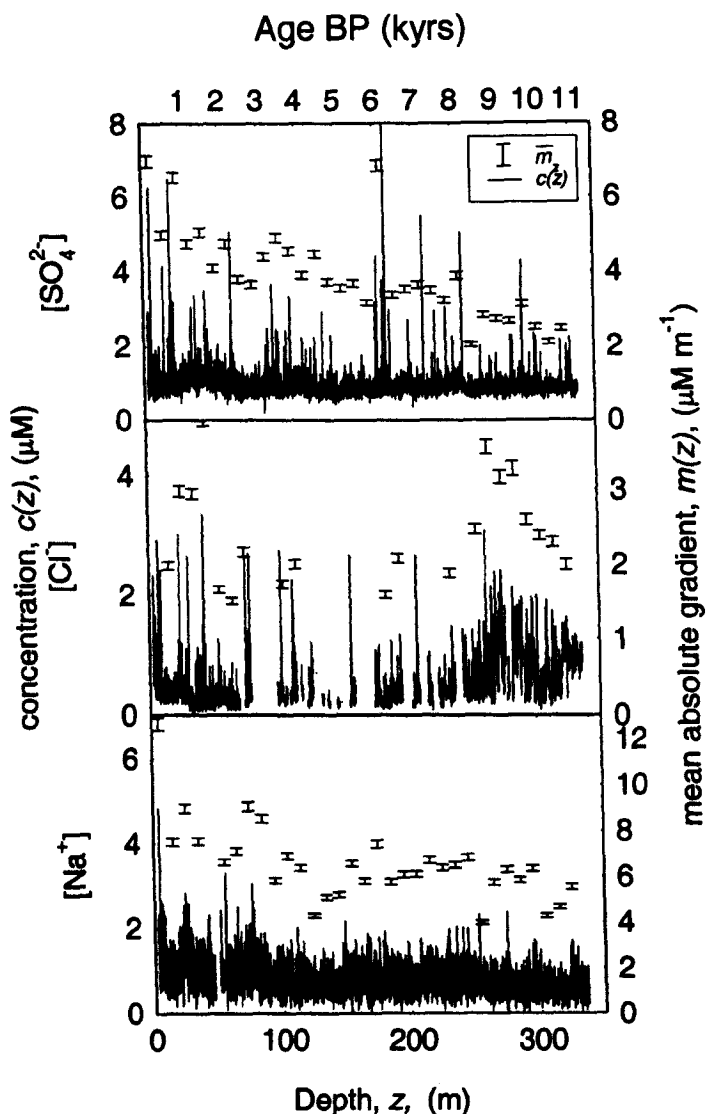 Age BP (kyrs)
1 2 3 4 5 6 7 8 9 10 11
8 8
m̅z
c(z)
6 6
4 4
2 2
0 0
[SO₄²⁻]
4 3
2 2
1
0 0
[Cl⁻]
6 12
10
4 8
6
2 4
2
0 0
[Na⁺]
concentration, c(z), (μM)
mean absolute gradient, m(z), (μM m⁻¹)
0 100 200 300
Depth, z, (m)